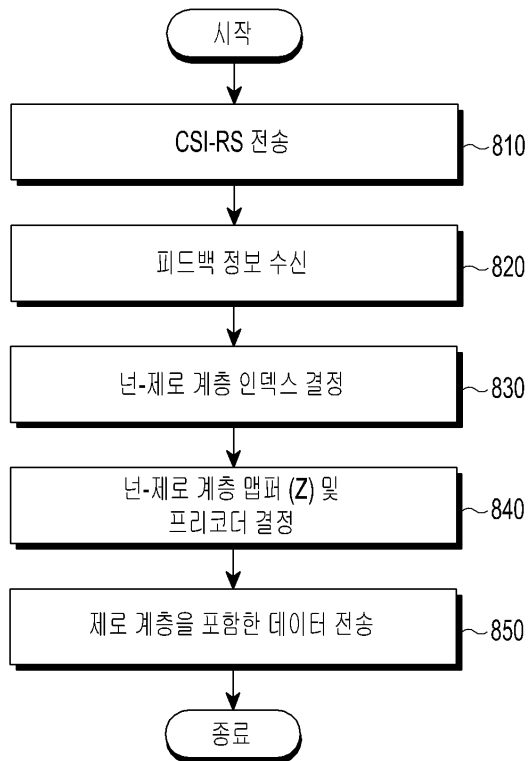 시작
CSI-RS 전송
810
피드백 정보 수신
820
넌-제로 계층 인덱스 결정
830
넌-제로 계층 맵퍼 (Z) 및
프리코더 결정
840
제로 계층을 포함한 데이터 전송
850
종료